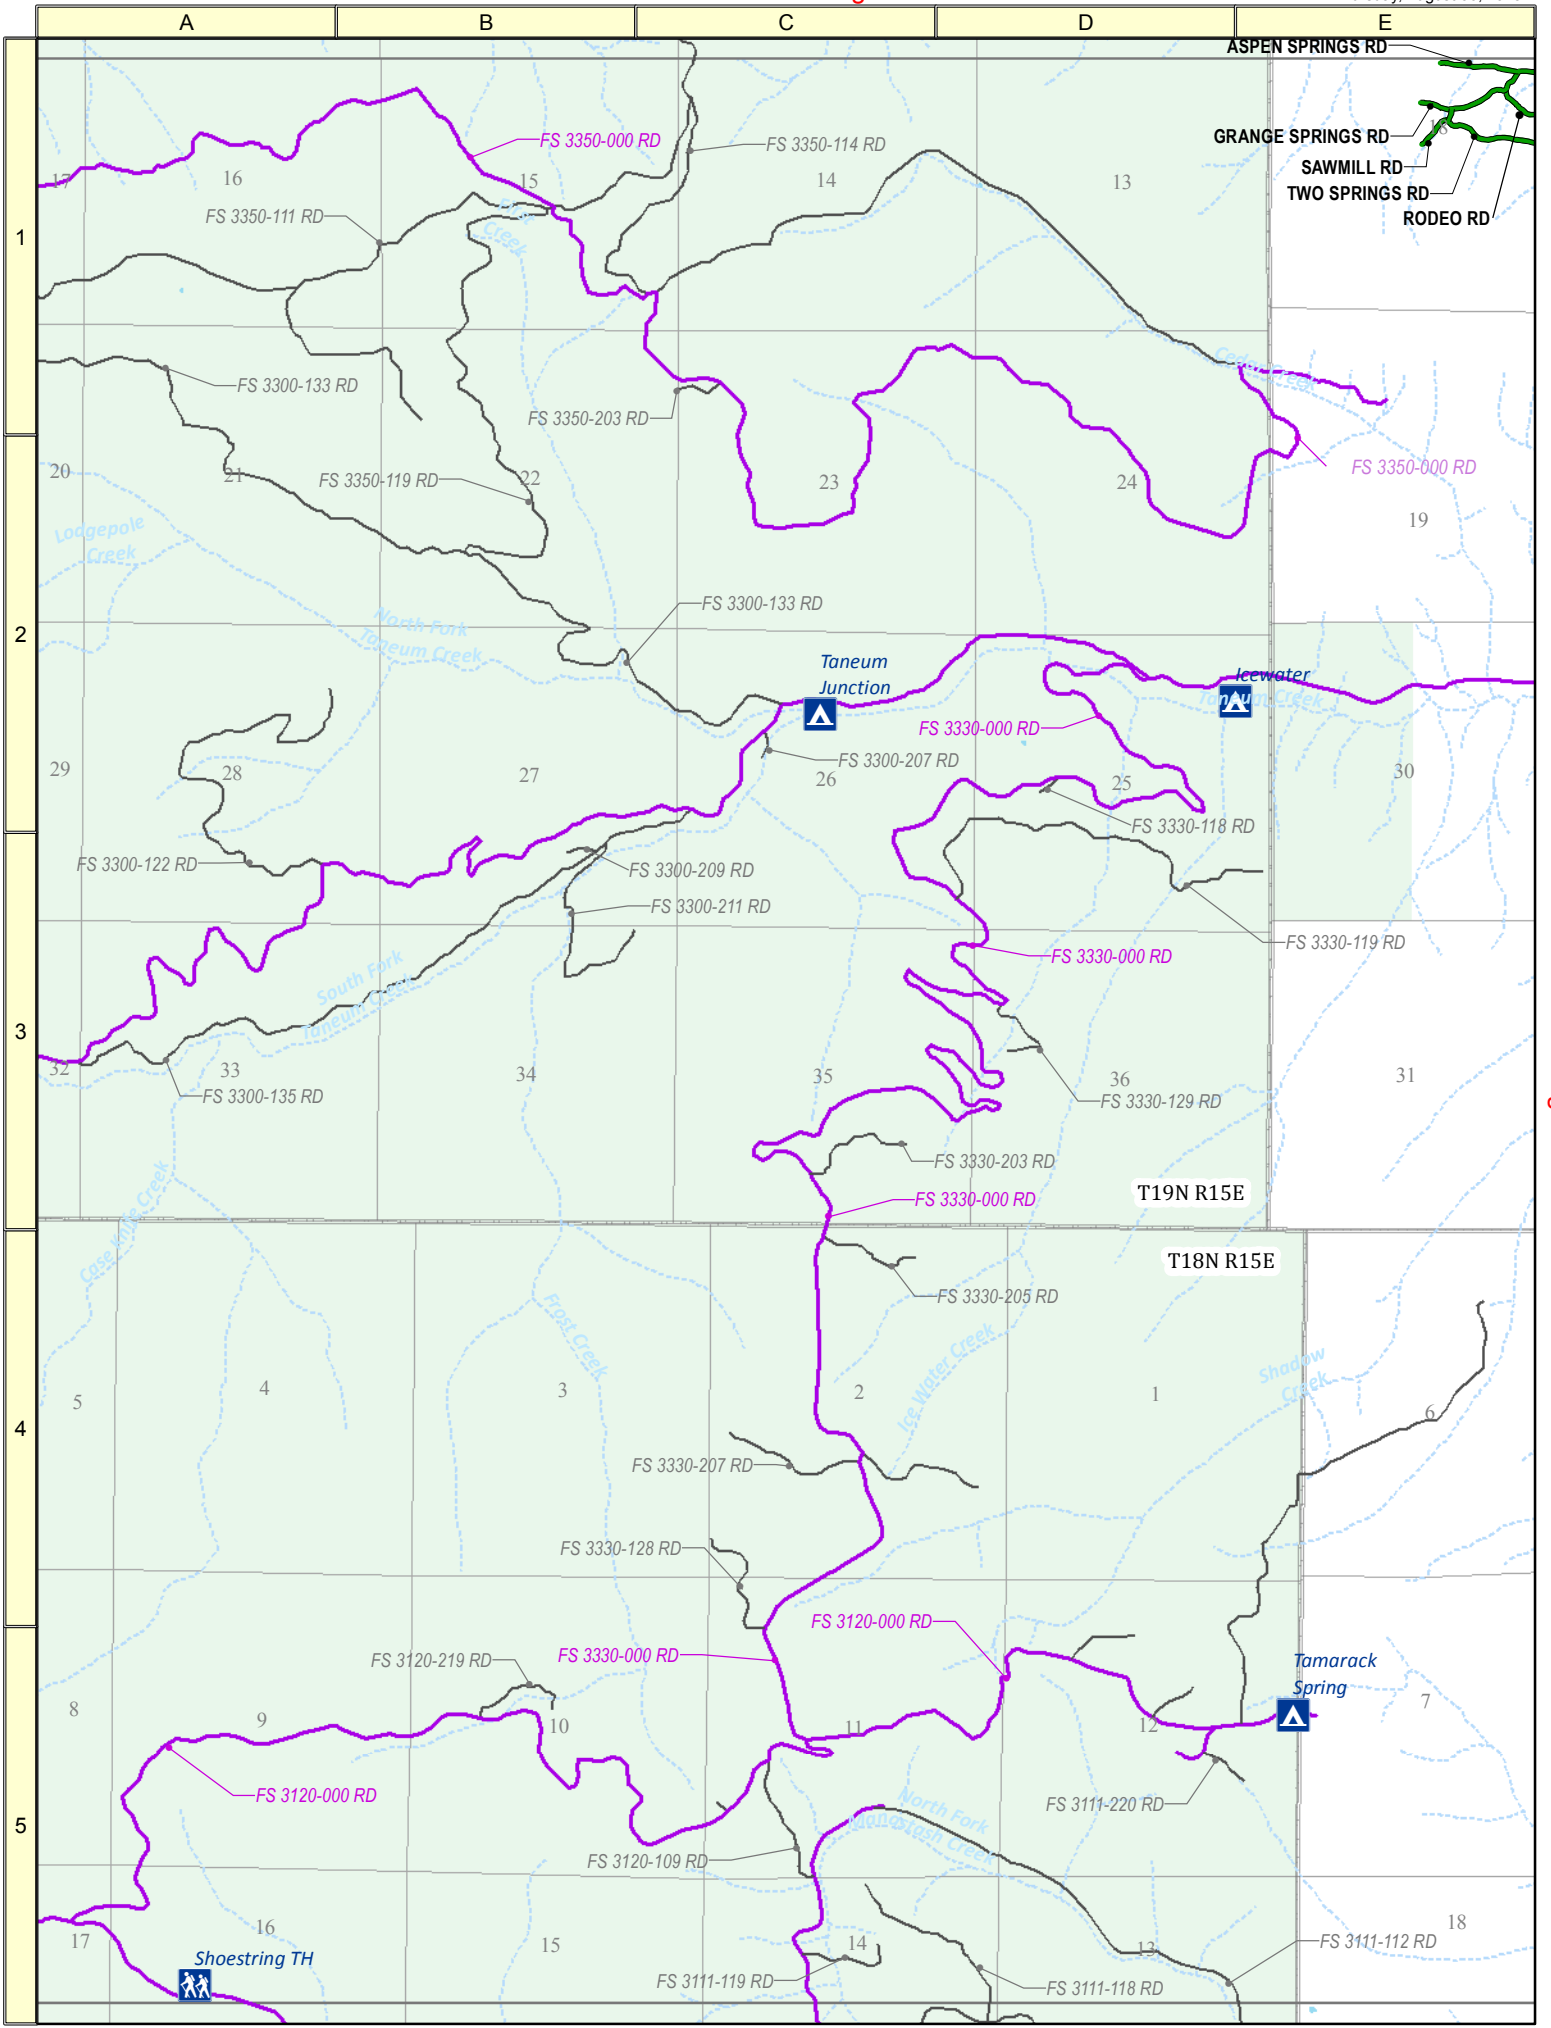 A
B
C
D
E
1
2
3
4
5
ASPEN SPRINGS RD
GRANGE SPRINGS RD
SAWMILL RD
TWO SPRINGS RD
RODEO RD
18
FS 3350-000 RD
FS 3350-114 RD
17
16
15
14
13
FS 3350-111 RD
First
Creek
Cedar Creek
FS 3300-133 RD
FS 3350-203 RD
FS 3350-000 RD
20
21
FS 3350-119 RD
22
23
24
19
Lodgepole
Creek
FS 3300-133 RD
North Fork
Taneum Creek
Taneum
Junction
Icewater
Taneum Creek
FS 3330-000 RD
FS 3300-207 RD
29
28
27
26
25
30
FS 3330-118 RD
FS 3300-122 RD
FS 3300-209 RD
FS 3300-211 RD
FS 3330-119 RD
FS 3330-000 RD
South Fork
Taneum Creek
32
33
34
35
36
31
FS 3300-135 RD
FS 3330-129 RD
FS 3330-203 RD
FS 3330-000 RD
T19N R15E
Case Knife Creek
T18N R15E
FS 3330-205 RD
Frost Creek
Ice Water Creek
Shadow
Creek
5
4
3
2
1
6
FS 3330-207 RD
FS 3330-128 RD
FS 3120-000 RD
FS 3330-000 RD
FS 3120-219 RD
Tamarack
Spring
8
9
10
11
12
7
FS 3120-000 RD
FS 3111-220 RD
North Fork
Manastash Creek
FS 3120-109 RD
17
16
15
14
13
18
FS 3111-112 RD
Shoestring TH
FS 3111-119 RD
FS 3111-118 RD